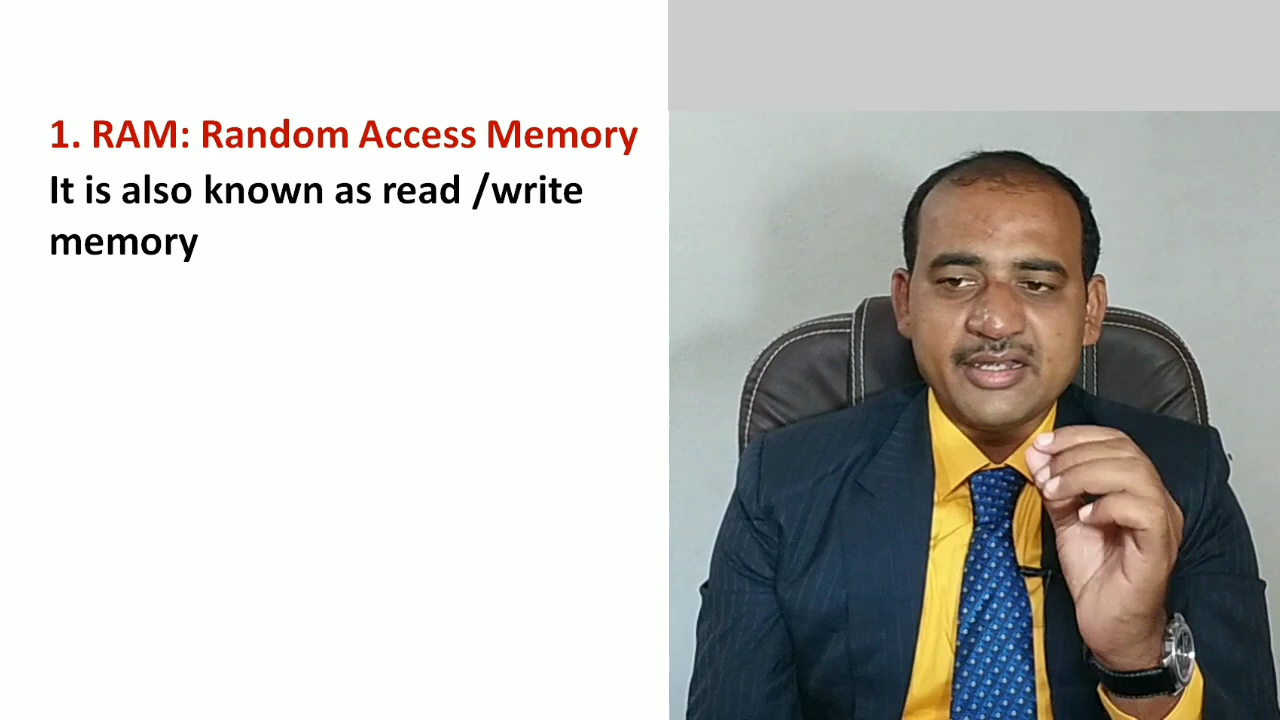 1. RAM: Random Access Memory
It is also known as read /write
memory